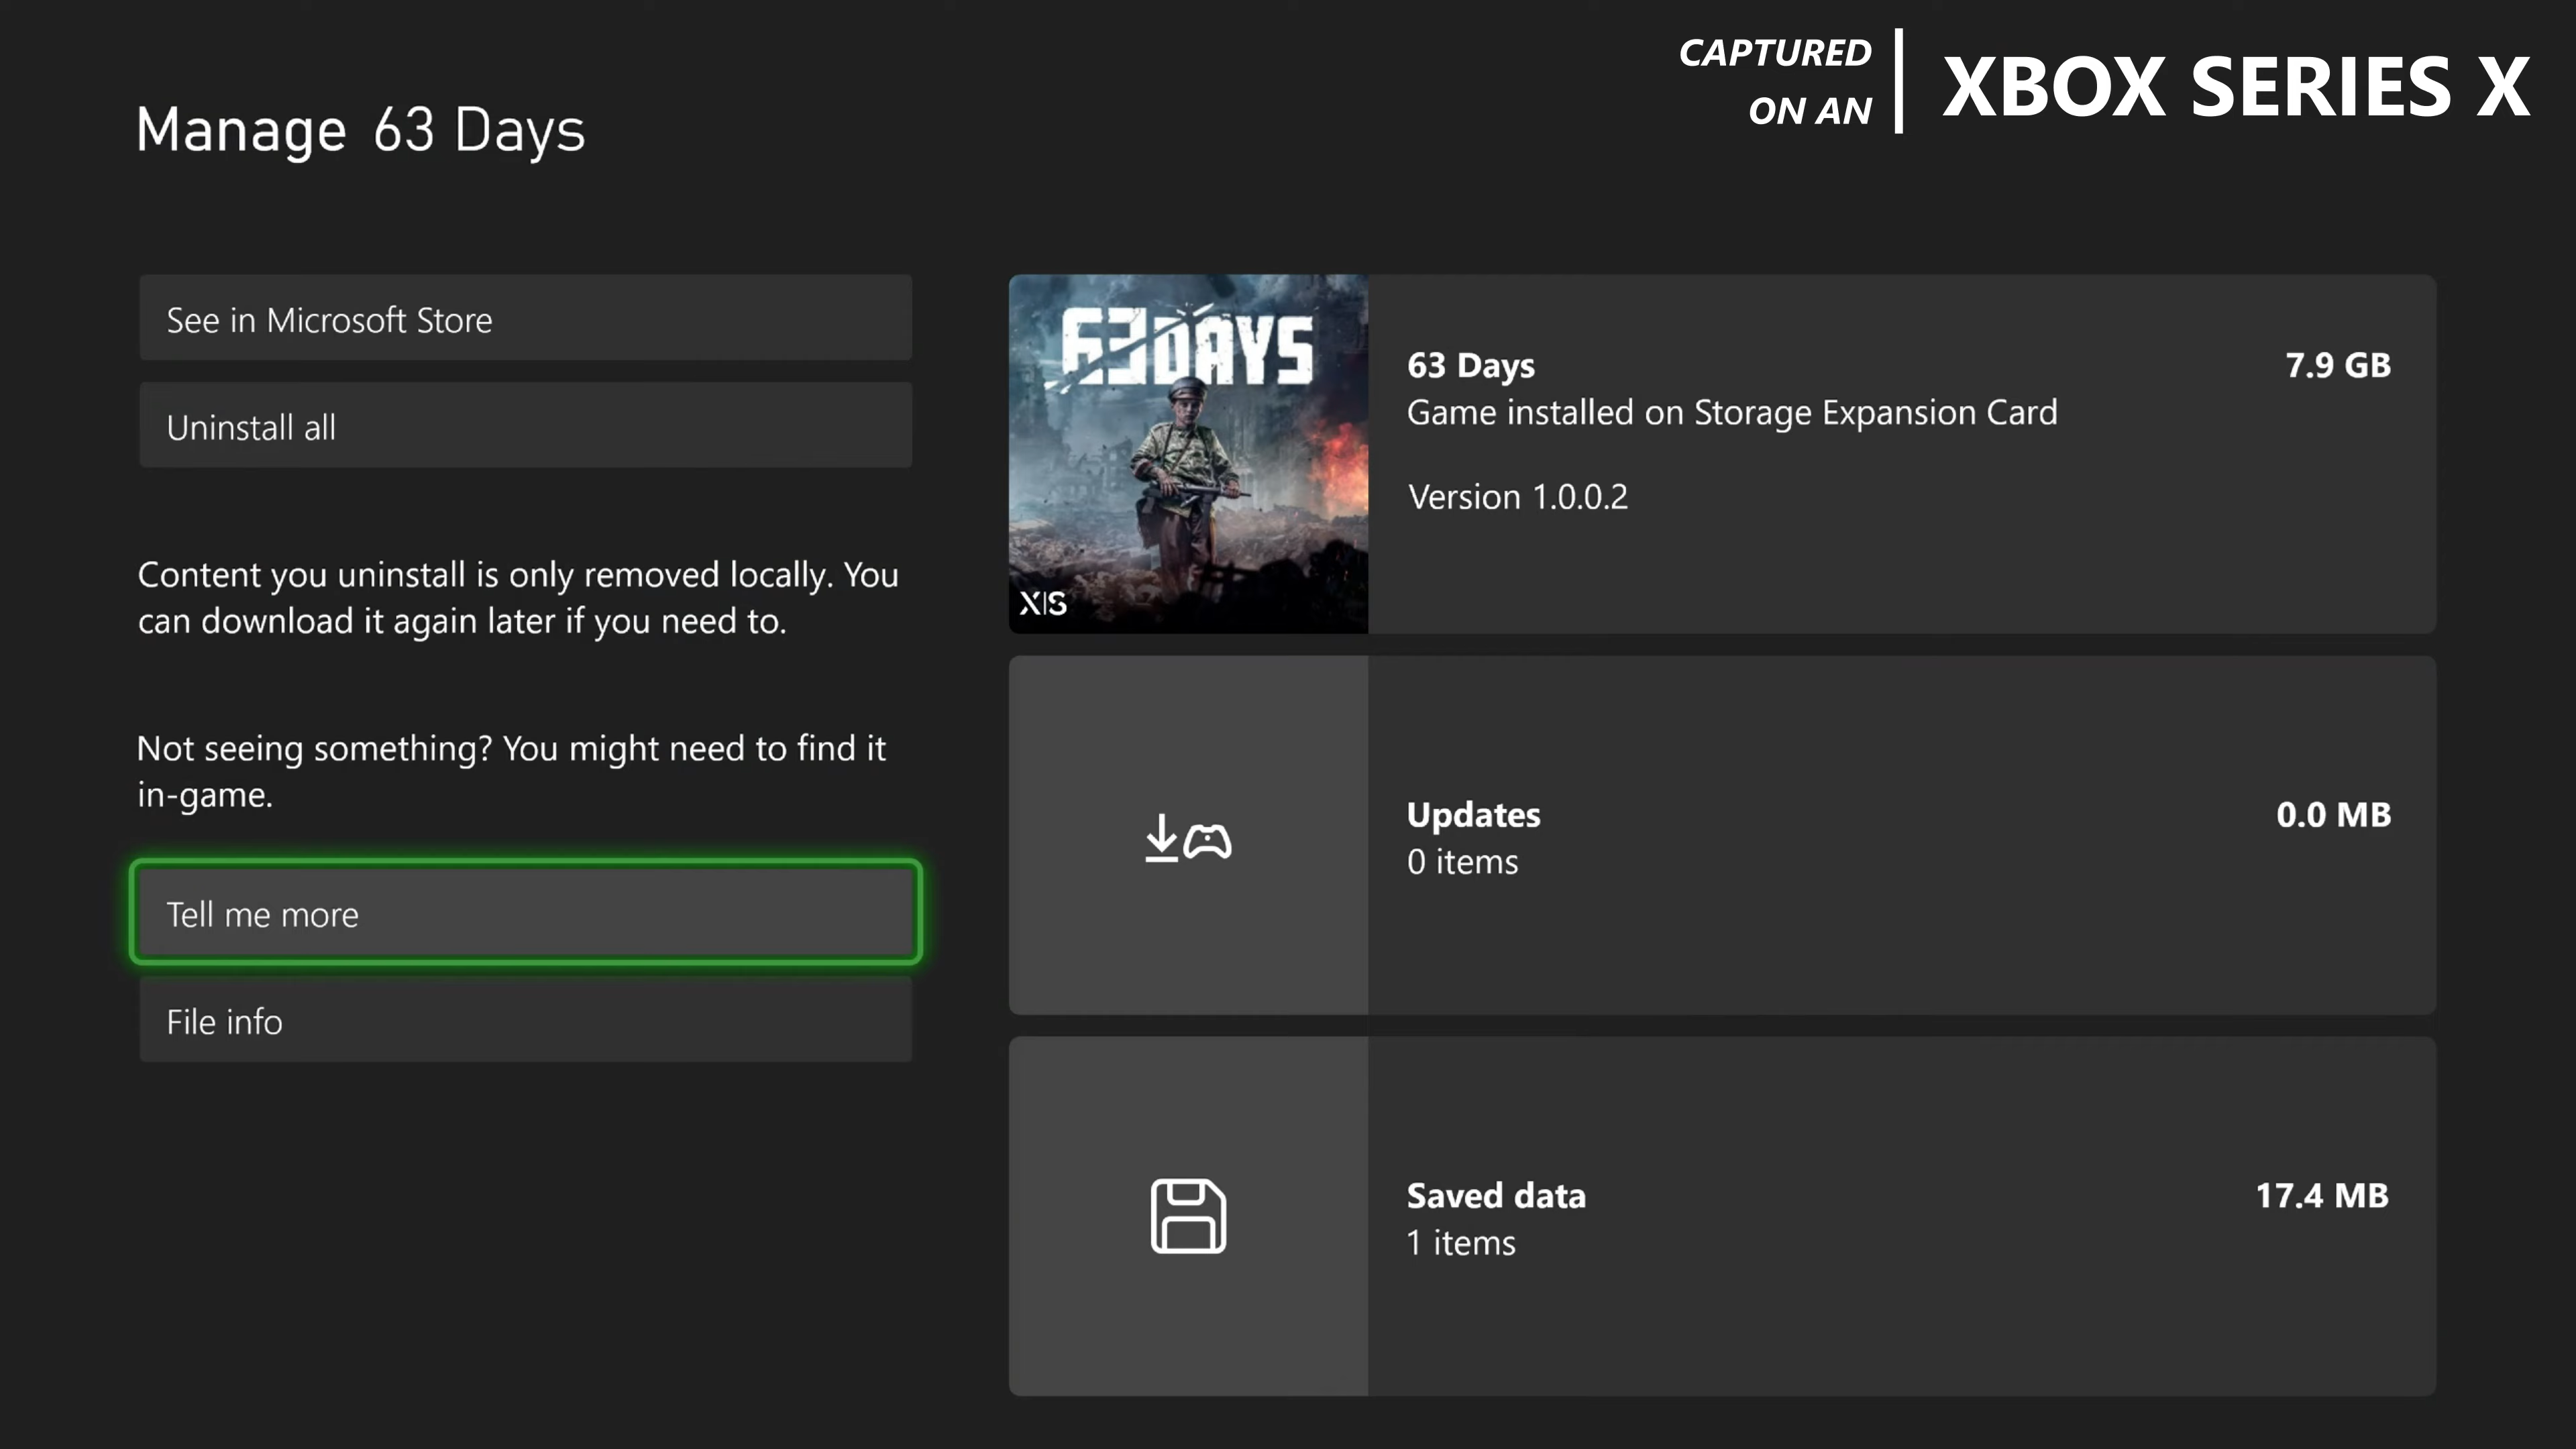 CAPTURED
ON AN
XBOX SERIES X
Manage 63 Days
See in Microsoft Store
Uninstall all
Content you uninstall is only removed locally. You
can download it again later if you need to.
Not seeing something? You might need to find it
in-game.
Tell me more
File info
63 DAYS
X|S
63 Days
7.9 GB
Game installed on Storage Expansion Card
Version 1.0.0.2
Updates
0.0 MB
0 items
Saved data
17.4 MB
1 items